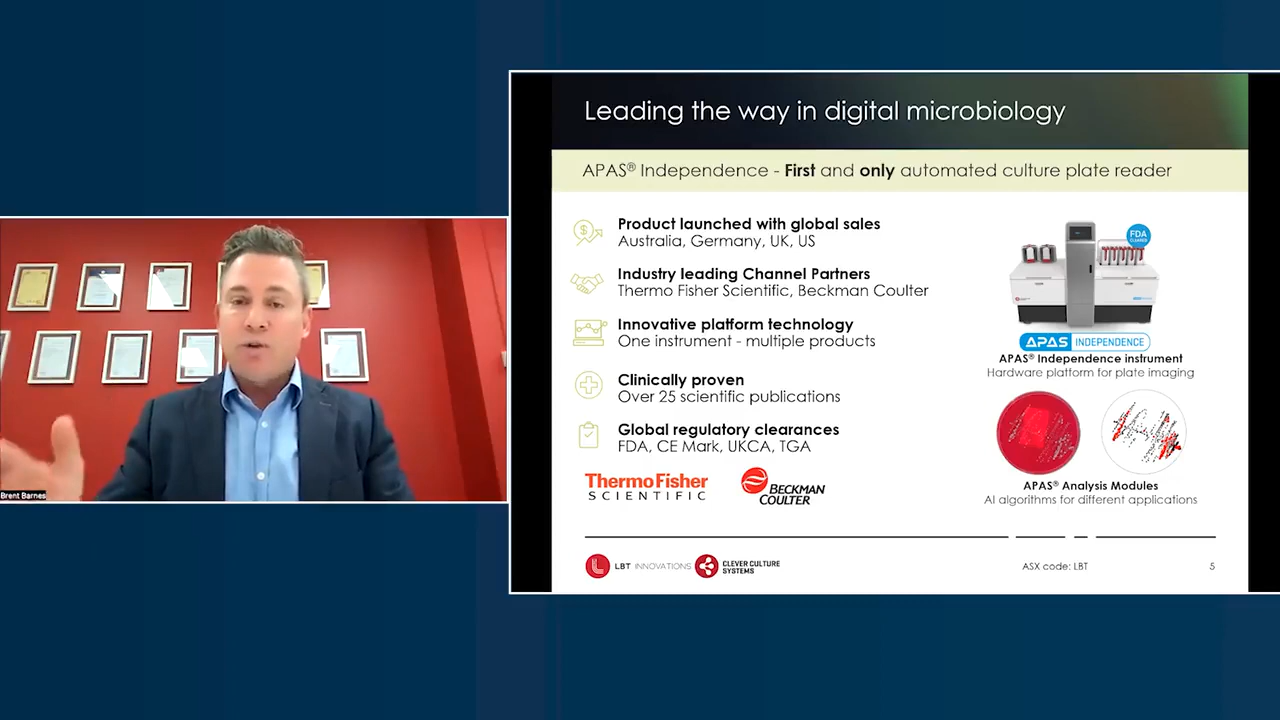 Brent Barnes
Leading the way in digital microbiology
APAS® Independence - First and only automated culture plate reader
Product launched with global sales
Australia, Germany, UK, US
Industry leading Channel Partners
Thermo Fisher Scientific, Beckman Coulter
Innovative platform technology
One instrument - multiple products
Clinically proven
Over 25 scientific publications
Global regulatory clearances
FDA, CE Mark, UKCA, TGA
ThermoFisher
SCIENTIFIC
BECKMAN
COULTER
FDA
CLEARED
APAS INDEPENDENCE
APAS® Independence instrument
Hardware platform for plate imaging
APAS® Analysis Modules
AI algorithms for different applications
LBT INNOVATIONS
CLEVER CULTURE
SYSTEMS
ASX code: LBT
5